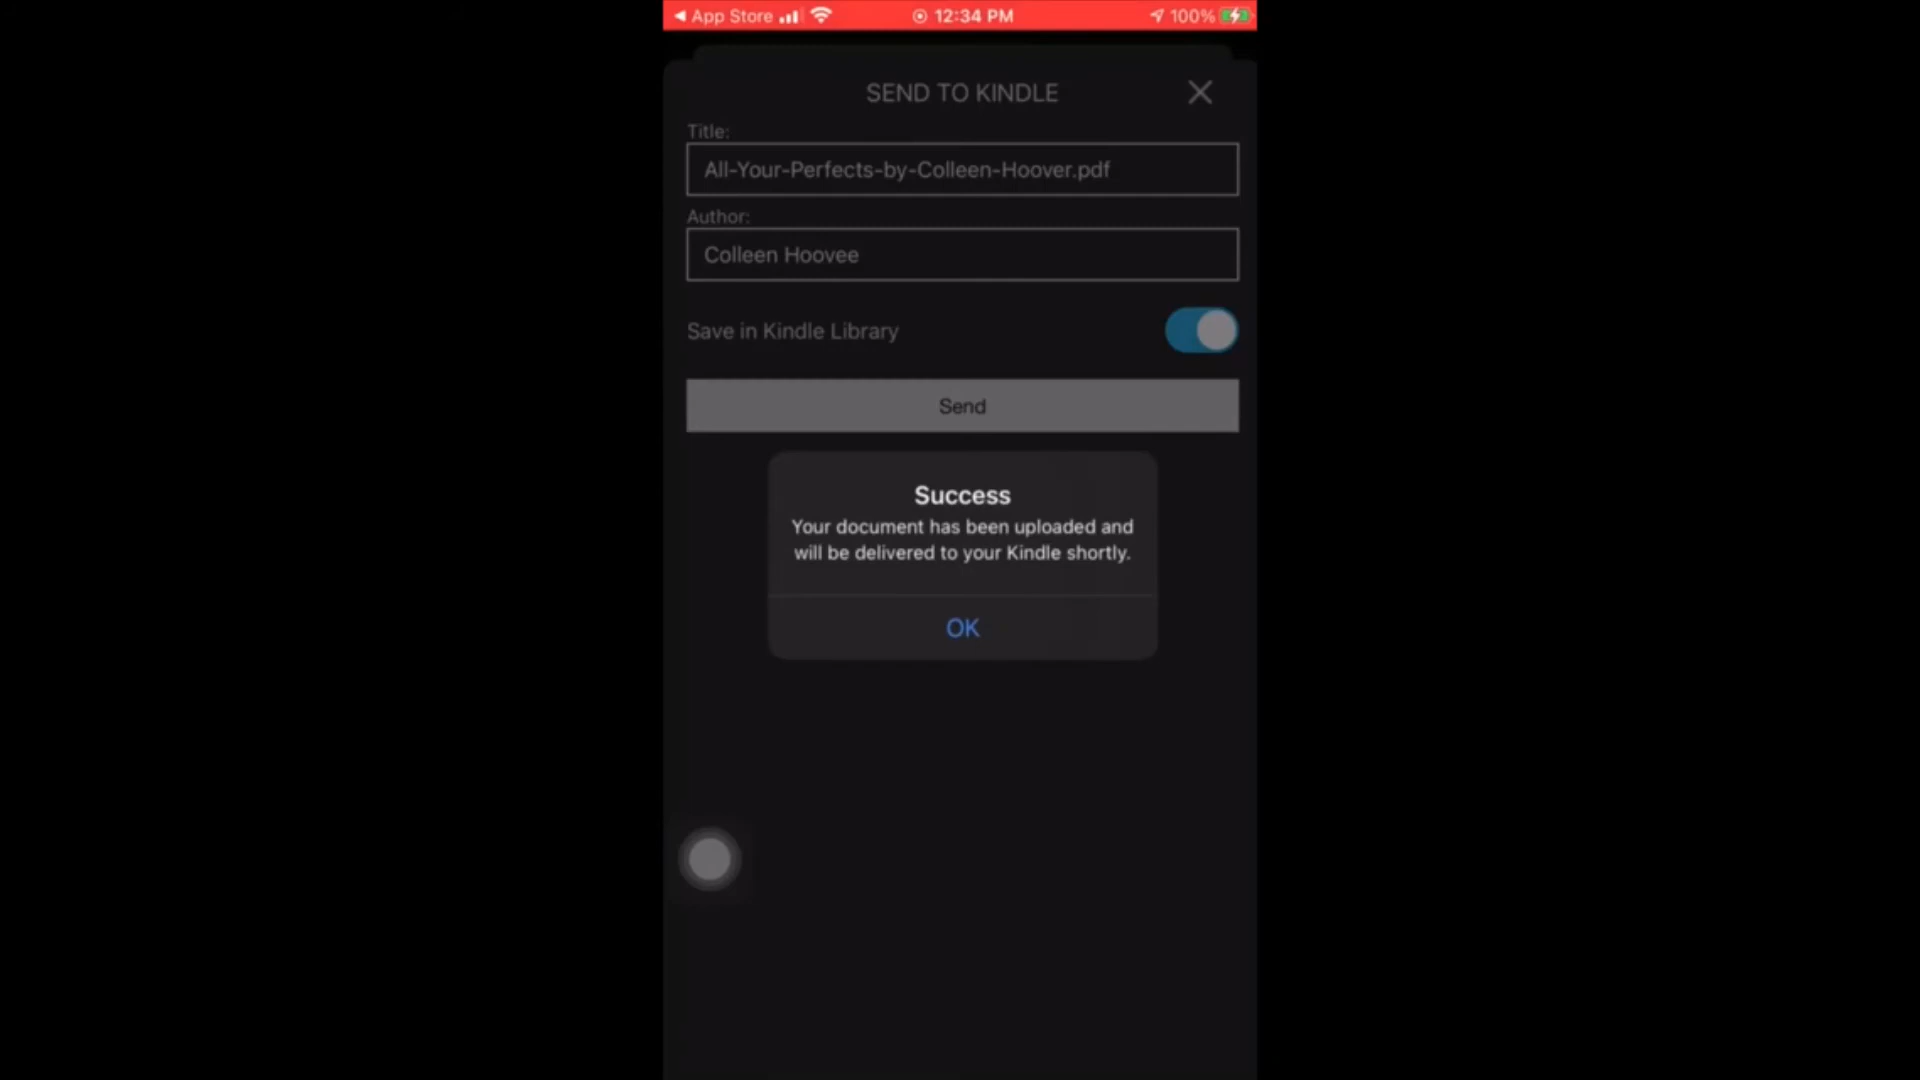 ◀ App Store 12:34 PM 100%
SEND TO KINDLE
Title:
All-Your-Perfects-by-Colleen-Hoover.pdf
Author:
Colleen Hoovee
Save in Kindle Library
Send
Success
Your document has been uploaded and
will be delivered to your Kindle shortly.
OK